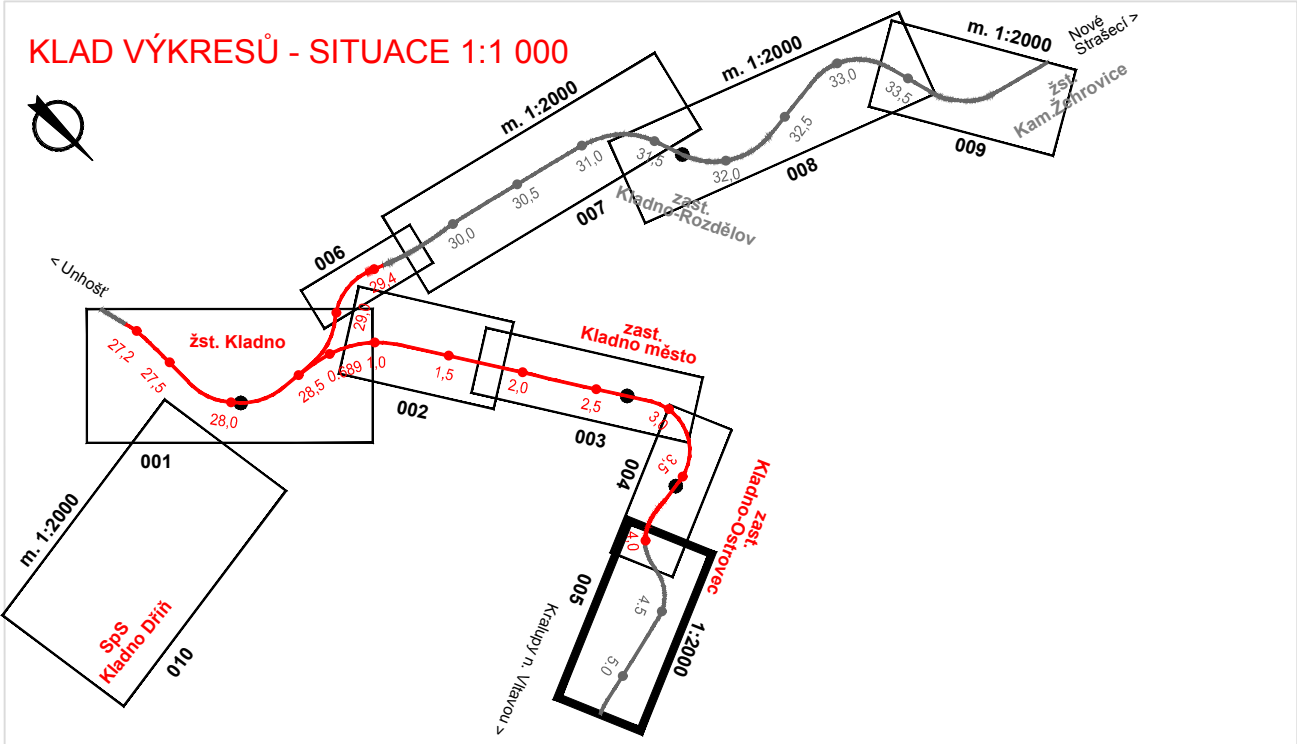 KLAD VÝKRESŮ - SITUACE 1:1 000
m. 1:2000
m. 1:2000
m. 1:2000
Nové
Strašecí >
žst.
Kam.Žehrovice
33,0
33,5
32,5
32,0
31,5
31,0
30,5
30,0
009
008
007
zast.
Kladno-Rozdělov
006
29,4
29,0
< Unhošť
žst. Kladno
27,2
27,5
28,0
28,5
0.689
1,0
1,5
2,0
2,5
3,0
zast.
Kladno město
001
002
003
004
3,5
zast.
Kladno-Ostrovec
4,0
4.5
5.0
005
1:2000
Kralupy n. Vltavou >
m. 1:2000
SpS
Kladno Dříň
010